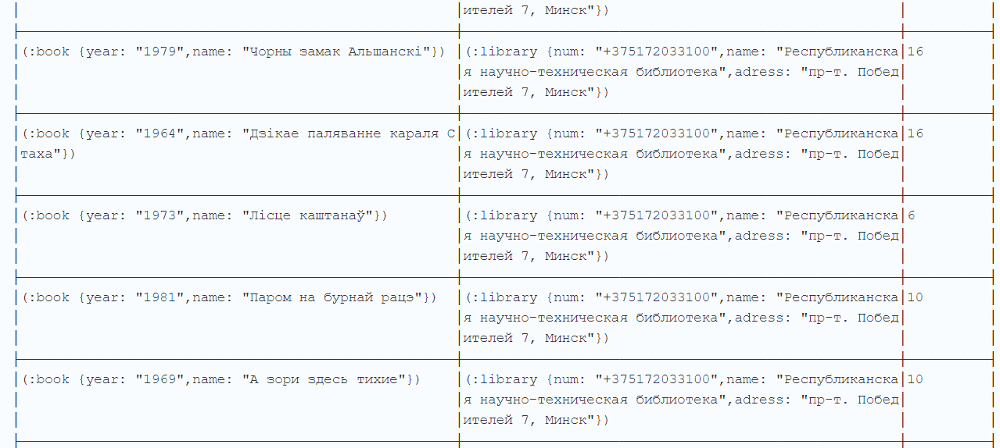 ителей 7, Минск"})
(:book {year: "1979",name: "Чорны замак Альшанскі"}) (:library {num: "+375172033100",name: "Республиканска 16
я научно-техническая библиотека",adress: "пр-т. Побед
ителей 7, Минск"})
(:book {year: "1964",name: "Дзікае паляванне караля С (:library {num: "+375172033100",name: "Республиканска 16
таха"}) я научно-техническая библиотека",adress: "пр-т. Побед
ителей 7, Минск"})
(:book {year: "1973",name: "Лісце каштанаў"}) (:library {num: "+375172033100",name: "Республиканска 6
я научно-техническая библиотека",adress: "пр-т. Побед
ителей 7, Минск"})
(:book {year: "1981",name: "Паром на бурнай рацэ"}) (:library {num: "+375172033100",name: "Республиканска 10
я научно-техническая библиотека",adress: "пр-т. Побед
ителей 7, Минск"})
(:book {year: "1969",name: "А зори здесь тихие"}) (:library {num: "+375172033100",name: "Республиканска 10
я научно-техническая библиотека",adress: "пр-т. Побед
ителей 7, Минск"})